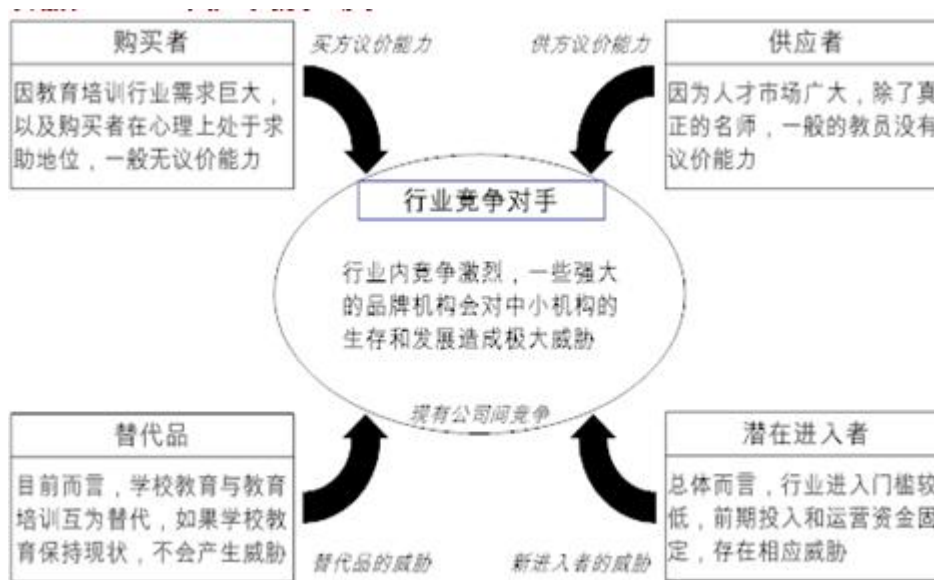 购买者
因教育培训行业需求巨大，
以及购买者在心理上处于求
助地位，一般无议价能力
买方议价能力
供方议价能力
供应者
因为人才市场广大，除了真
正的名师，一般的教员没有
议价能力
行业竞争对手
行业内竞争激烈，一些强大
的品牌机构会对中小机构的
生存和发展造成极大威胁
现有公司间竞争
替代品
目前而言，学校教育与教育
培训互为替代，如果学校教
育保持现状，不会产生威胁
替代品的威胁
新进入者的威胁
潜在进入者
总体而言，行业进入门槛较
低，前期投入和运营资金固
定，存在相应威胁